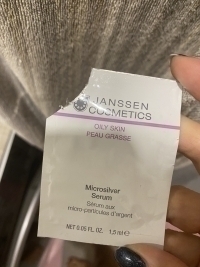 JANSSEN
COSMETICS
OILY SKIN
PEAU GRASSE
Microsilver
Serum
Sérum aux
micro-particules d'argent
NET 0.05 FL. OZ. 1,5 ml e